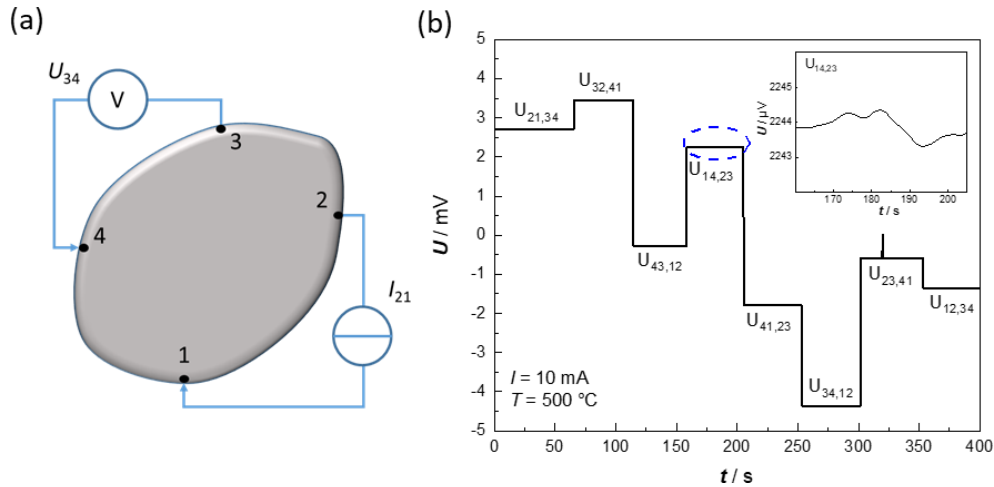 (a)
U34
V
3
2
4
I21
1
(b)
5
4
3
2
1
0
-1
-2
-3
-4
-5
U / mV
0
50
100
150
200
250
300
350
400
t / s
U21,34
U32,41
U43,12
U14,23
U41,23
U34,12
U23,41
U12,34
I = 10 mA
T = 500 °C
U14,23
2245
2244
2243
U / µV
170
180
190
200
t / s